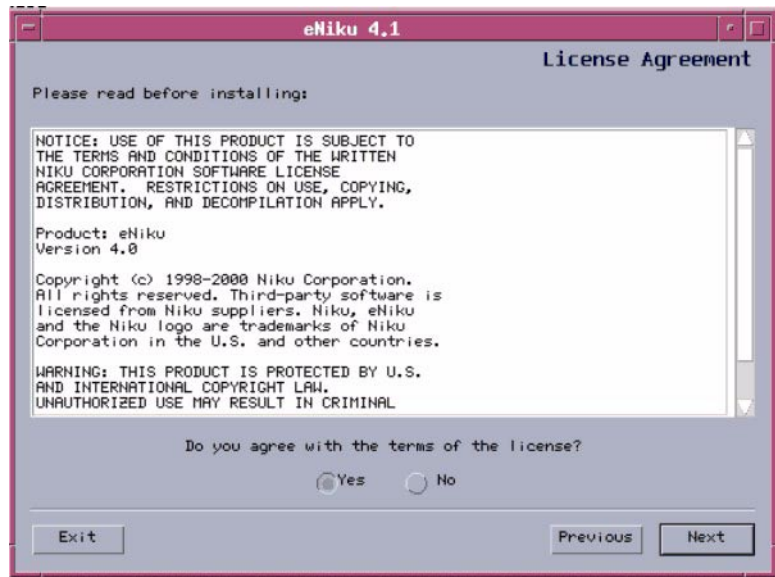 eNiku 4.1
License Agreement
Please read before installing:
NOTICE: USE OF THIS PRODUCT IS SUBJECT TO
THE TERMS AND CONDITIONS OF THE WRITTEN
NIKU CORPORATION SOFTWARE LICENSE
AGREEMENT.  RESTRICTIONS ON USE, COPYING,
DISTRIBUTION, AND DECOMPILATION APPLY.
Product: eNiku
Version 4.0
Copyright (c) 1998-2000 Niku Corporation.
All rights reserved. Third-party software is
licensed from Niku suppliers. Niku, eNiku
and the Niku logo are trademarks of Niku
Corporation in the U.S. and other countries.
WARNING: THIS PRODUCT IS PROTECTED BY U.S.
AND INTERNATIONAL COPYRIGHT LAW.
UNAUTHORIZED USE MAY RESULT IN CRIMINAL
Do you agree with the terms of the license?
Yes No
Exit Previous Next